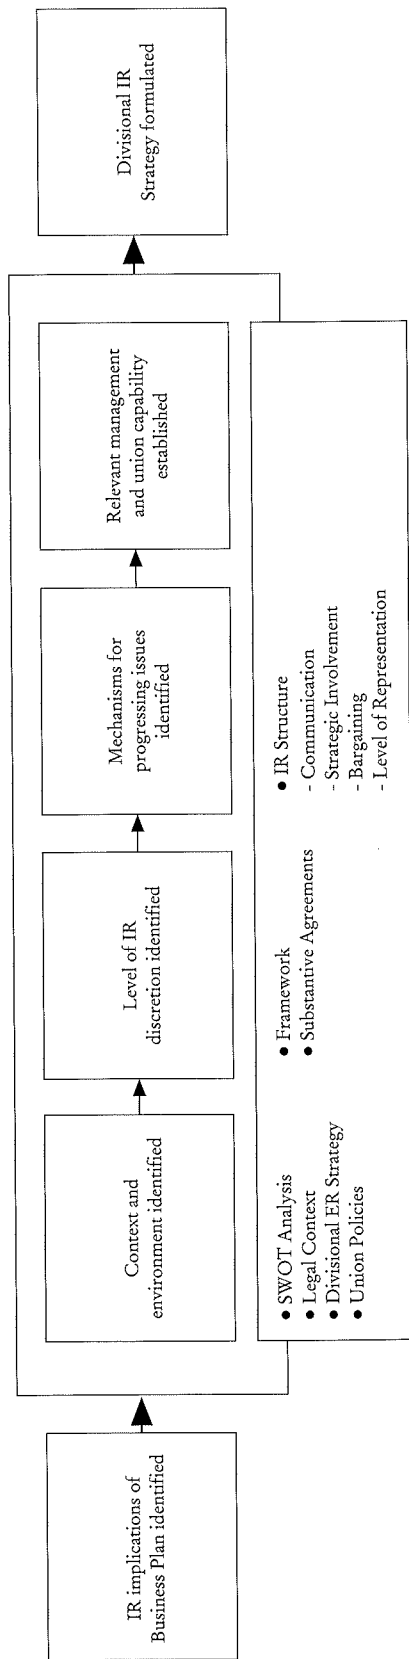 IR implications of
Business Plan identified
Context and
environment identified
Level of IR
discretion identified
Mechanisms for
progressing issues
identified
Relevant management
and union capability
established
Divisional IR
Strategy formulated
● SWOT Analysis
● Legal Context
● Divisional ER Strategy
● Union Policies
● Framework
● Substantive Agreements
● IR Structure
- Communication
- Strategic Involvement
- Bargaining
- Level of Representation